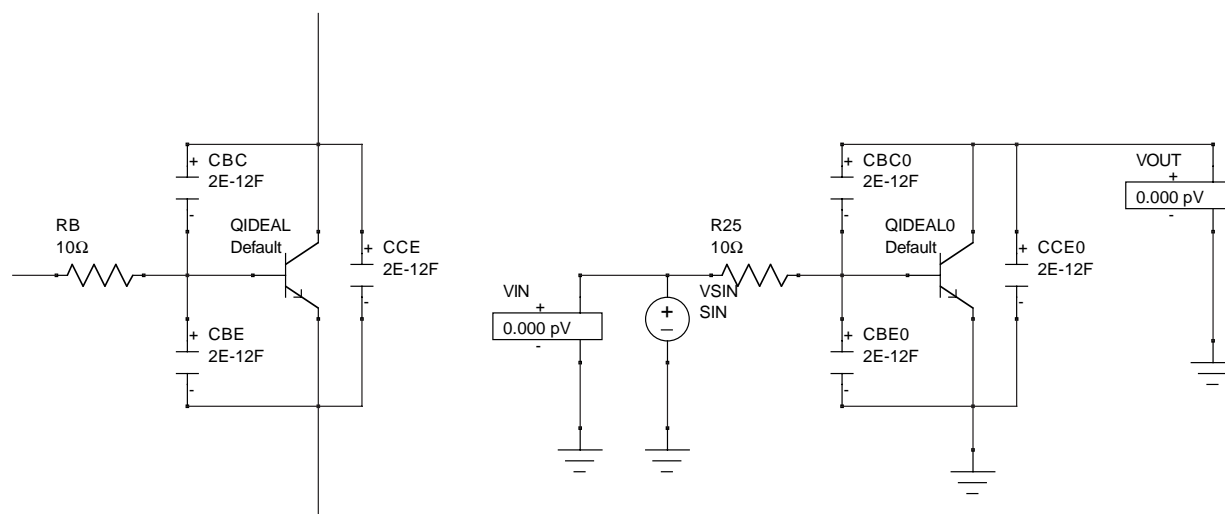 CBC
2E-12F
QIDEAL
Default
RB
10Ω
CCE
2E-12F
CBE
2E-12F
VIN
0.000 pV
VSIN
SIN
R25
10Ω
CBC0
2E-12F
QIDEAL0
Default
CCE0
2E-12F
CBE0
2E-12F
VOUT
0.000 pV